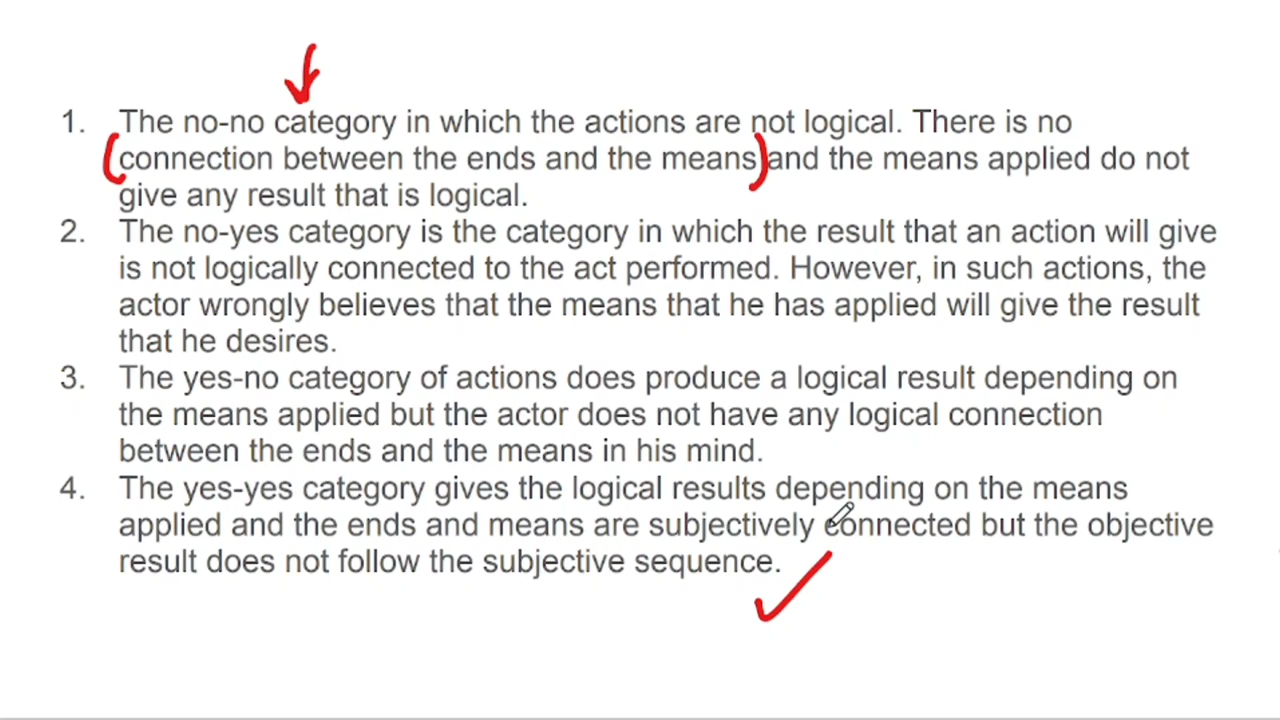 1. The no-no category in which the actions are not logical. There is no
connection between the ends and the means and the means applied do not
give any result that is logical.
2. The no-yes category is the category in which the result that an action will give
is not logically connected to the act performed. However, in such actions, the
actor wrongly believes that the means that he has applied will give the result
that he desires.
3. The yes-no category of actions does produce a logical result depending on
the means applied but the actor does not have any logical connection
between the ends and the means in his mind.
4. The yes-yes category gives the logical results depending on the means
applied and the ends and means are subjectively connected but the objective
result does not follow the subjective sequence.